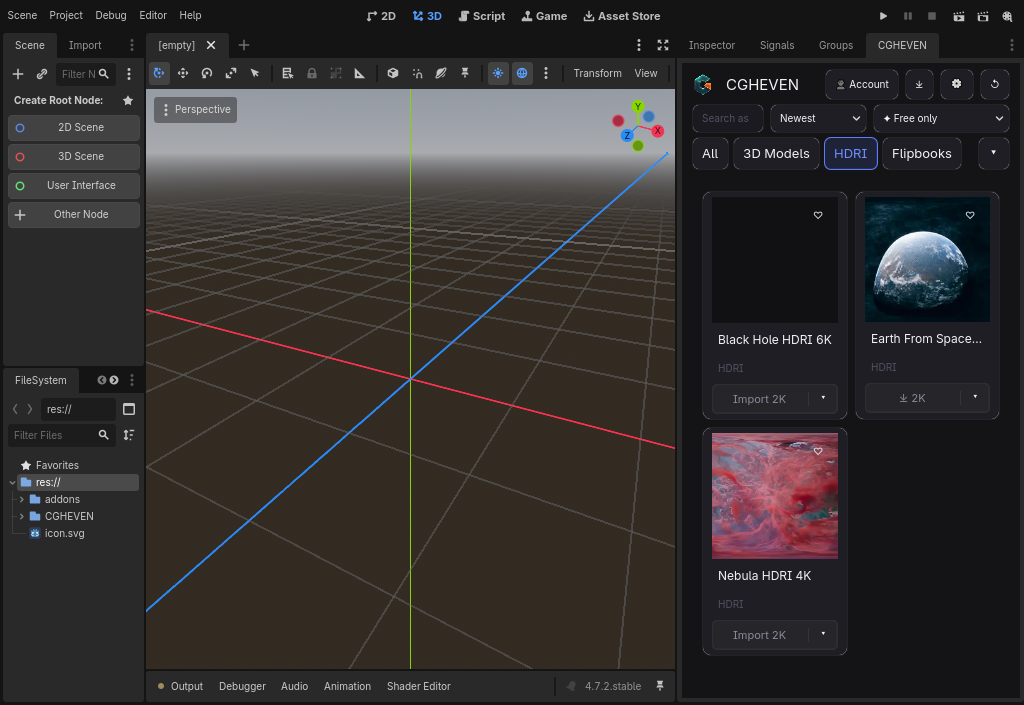 Scene Project Debug Editor Help
2D 3D Script Game Asset Store
Scene Import
[empty]
Inspector Signals Groups CGHEVEN
Filter N
Transform View
Create Root Node:
2D Scene
3D Scene
User Interface
Other Node
Perspective
Y
X
Z
CGHEVEN
Account
Search as
Newest
Free only
All
3D Models
HDRI
Flipbooks
Black Hole HDRI 6K
HDRI
Import 2K
Earth From Space...
HDRI
2K
Nebula HDRI 4K
HDRI
Import 2K
FileSystem
res://
Filter Files
Favorites
res://
addons
CGHEVEN
icon.svg
Output Debugger Audio Animation Shader Editor
4.7.2.stable